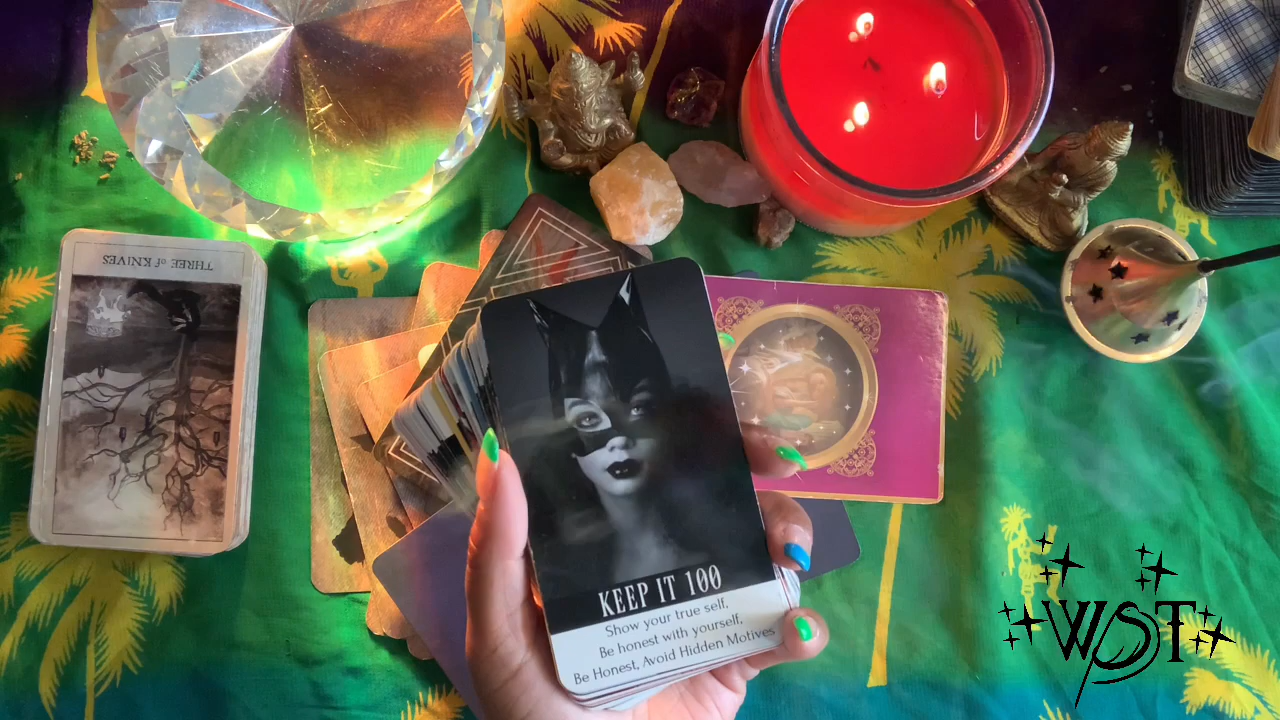 THREE of KNIVES
KEEP IT 100
Show your true self,
Be honest with yourself,
Be Honest, Avoid Hidden Motives
WST